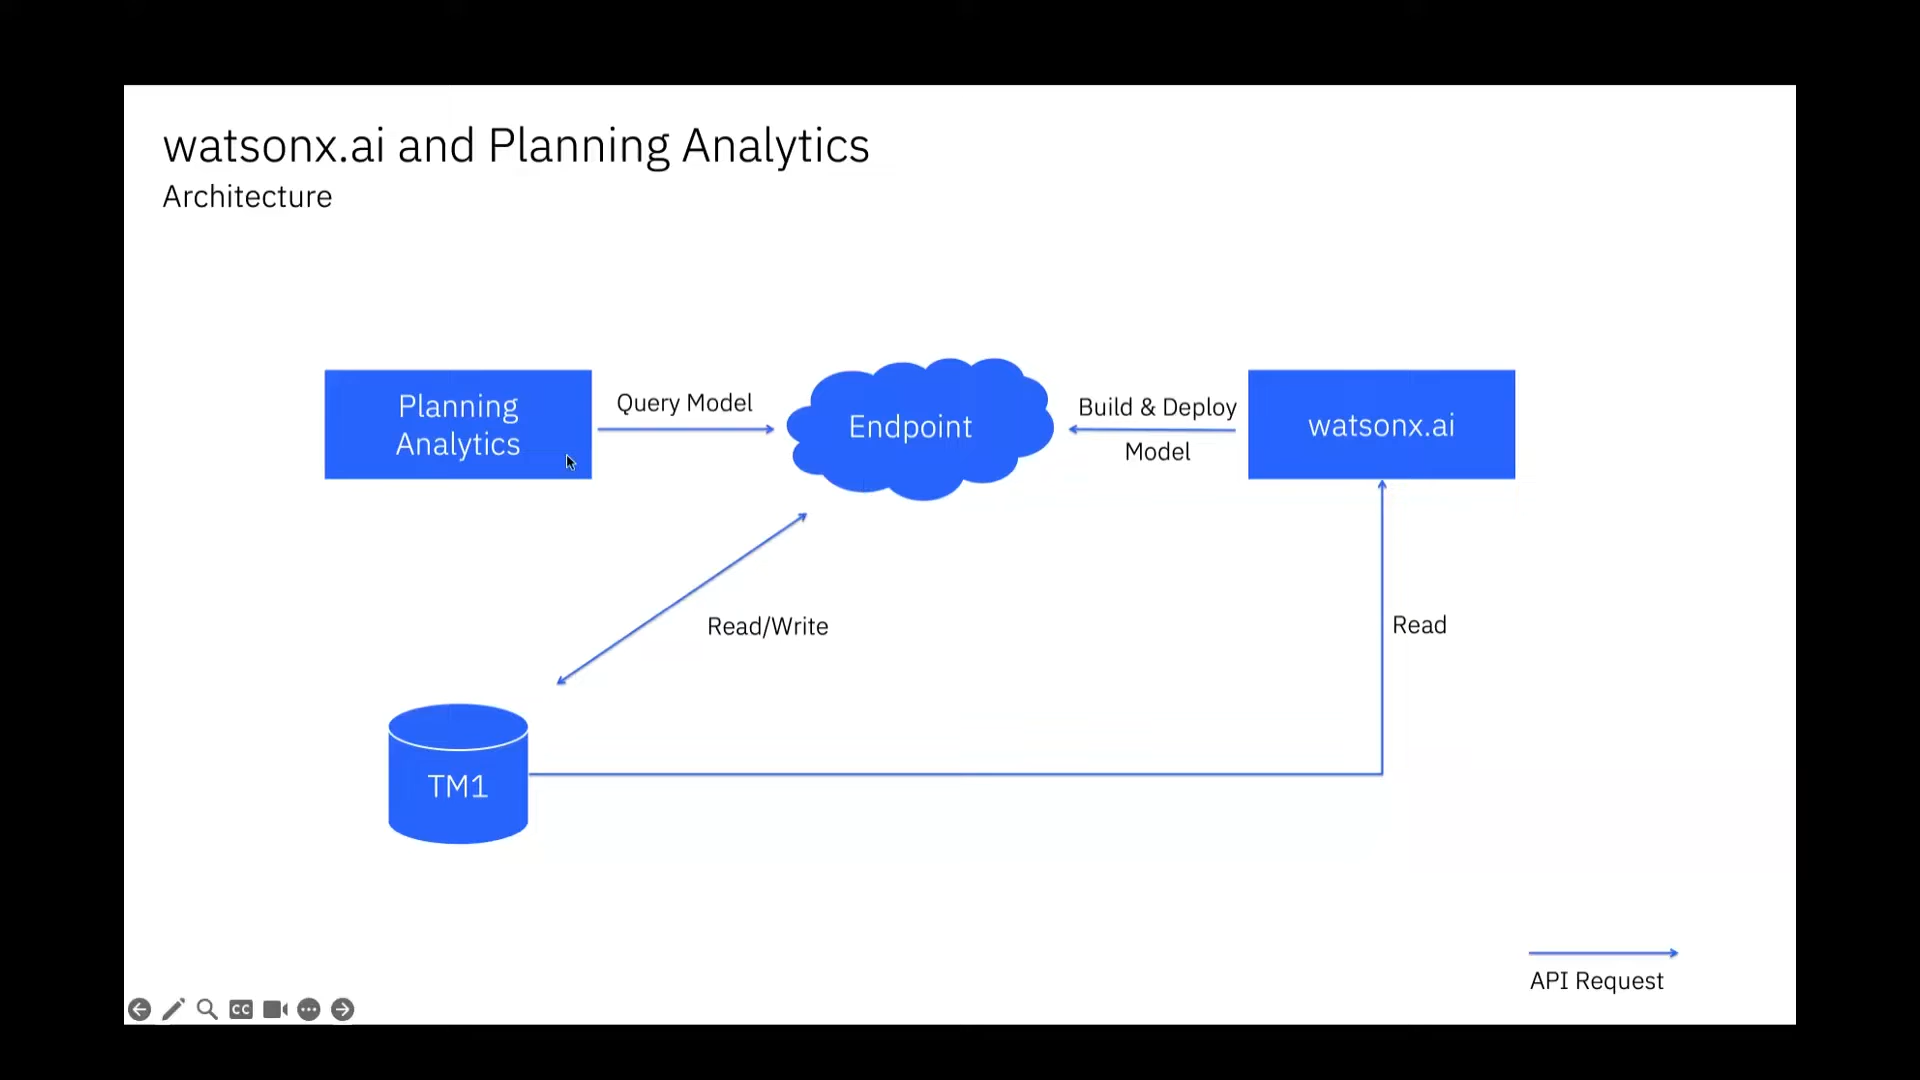 watsonx.ai and Planning Analytics
Architecture
Planning
Analytics
Query Model
Endpoint
Build & Deploy
Model
watsonx.ai
Read/Write
Read
TM1
API Request
CC